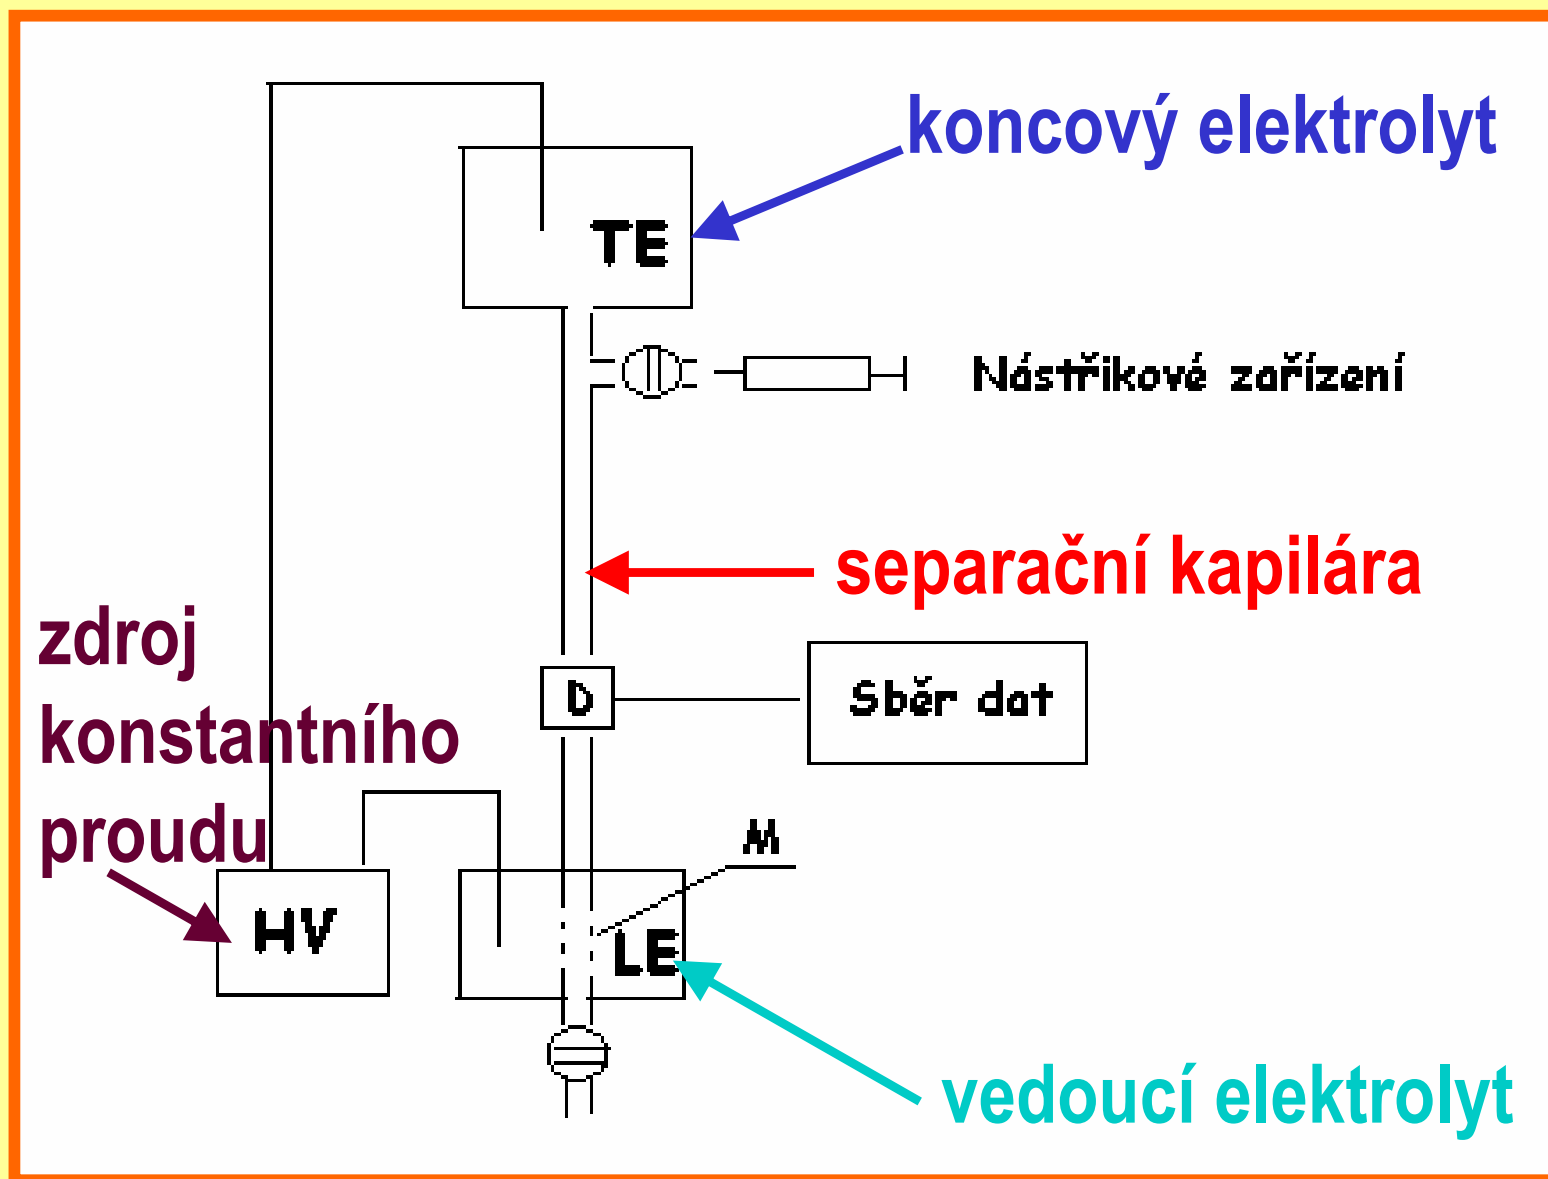 koncový elektrolyt
TE
Nástřikové zařízení
separační kapilára
zdroj
konstantního
proudu
D
Sběr dat
M
HV
LE
vedoucí elektrolyt